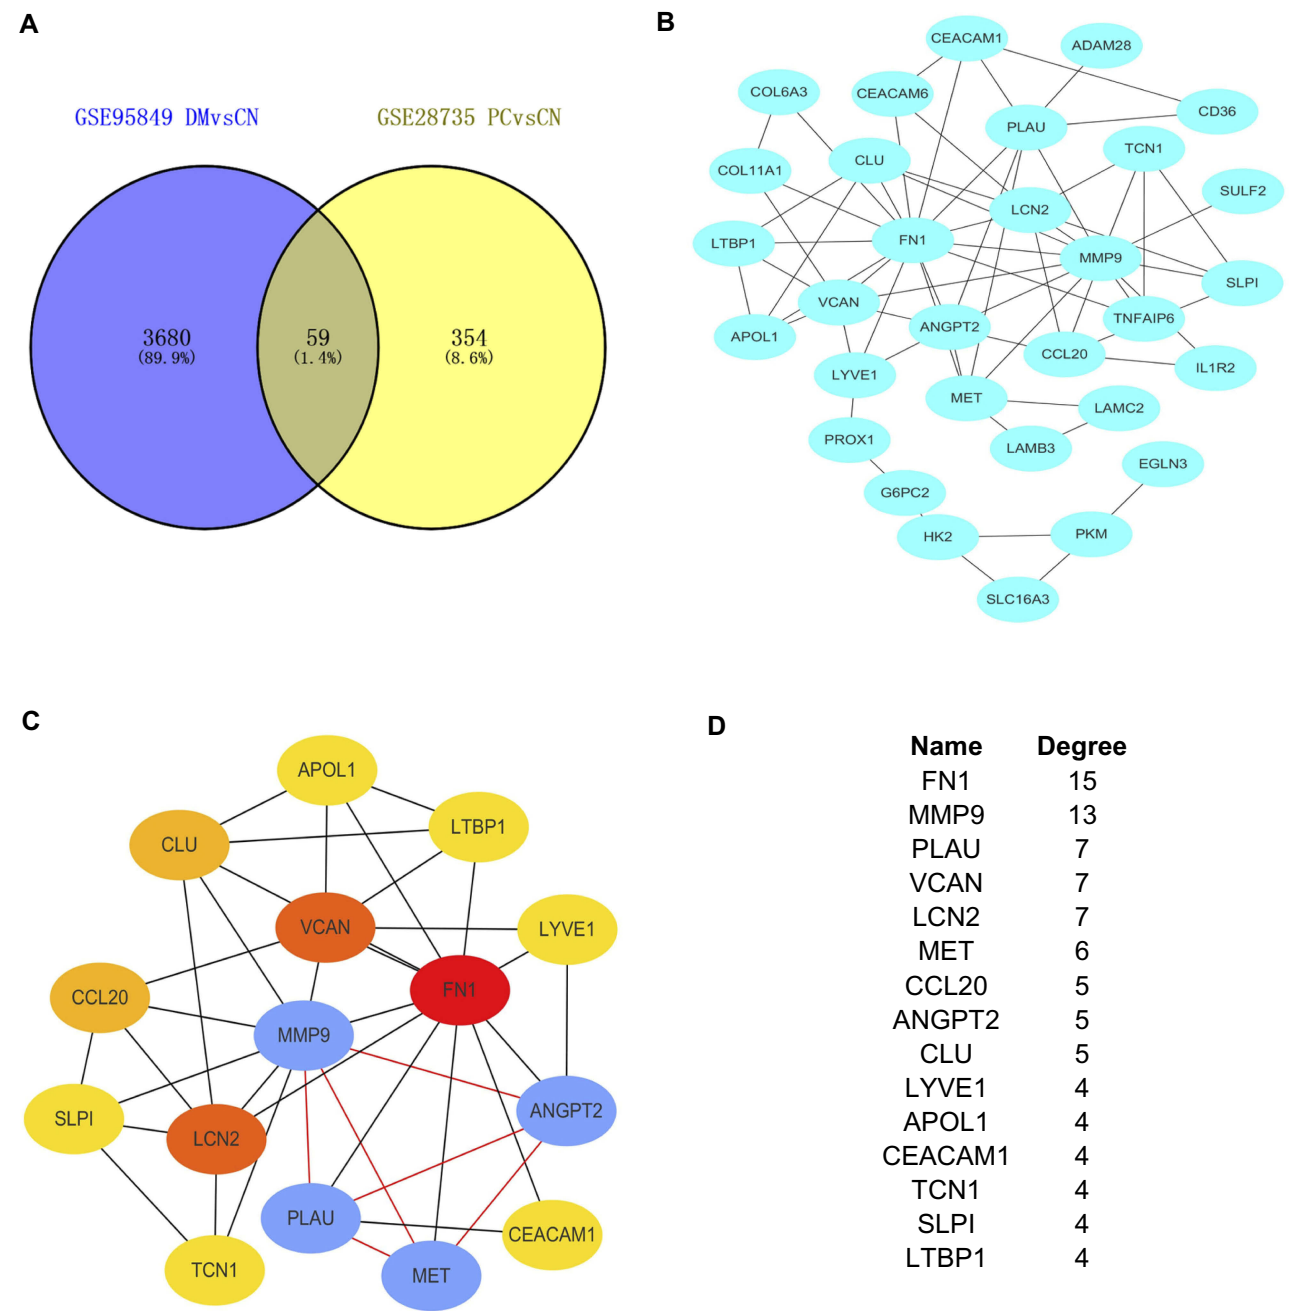 A
GSE95849 DMvsCN
GSE28735 PCvsCN
3680
(89.9%)
59
(1.4%)
354
(8.6%)
B
CEACAM1
ADAM28
COL6A3
CEACAM6
CD36
PLAU
TCN1
CLU
COL11A1
SULF2
LCN2
LTBP1
FN1
MMP9
SLPI
VCAN
TNFAIP6
ANGPT2
APOL1
CCL20
IL1R2
LYVE1
MET
LAMC2
PROX1
LAMB3
EGLN3
G6PC2
HK2
PKM
SLC16A3
C
APOL1
LTBP1
CLU
VCAN
LYVE1
FN1
CCL20
MMP9
ANGPT2
SLPI
LCN2
PLAU
CEACAM1
TCN1
MET
D
Name Degree
FN1 15
MMP9 13
PLAU 7
VCAN 7
LCN2 7
MET 6
CCL20 5
ANGPT2 5
CLU 5
LYVE1 4
APOL1 4
CEACAM1 4
TCN1 4
SLPI 4
LTBP1 4